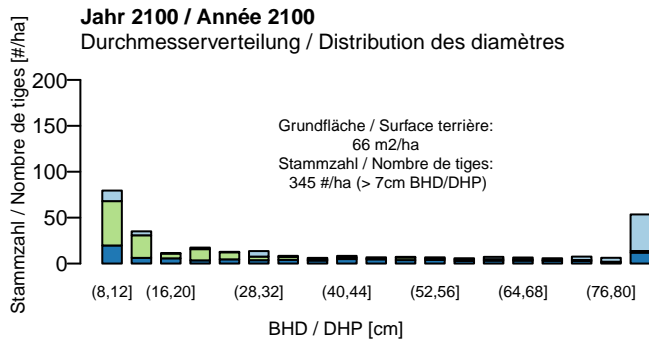 Jahr 2100 / Année 2100
Durchmesserverteilung / Distribution des diamètres
Stammzahl / Nombre de tiges [#/ha]
200
150
100
50
0
Grundfläche / Surface terrière:
66 m2/ha
Stammzahl / Nombre de tiges:
345 #/ha (> 7cm BHD/DHP)
(8,12] (16,20] (28,32] (40,44] (52,56] (64,68] (76,80]
BHD / DHP [cm]